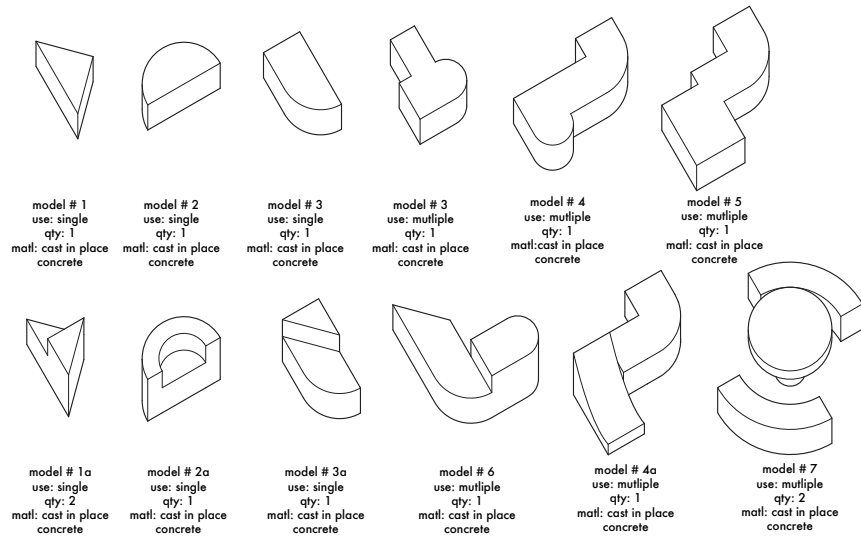 model # 1
use: single
qty: 1
matl: cast in place
concrete
model # 2
use: single
qty: 1
matl: cast in place
concrete
model # 3
use: single
qty: 1
matl: cast in place
concrete
model # 3
use: mutliple
qty: 1
matl: cast in place
concrete
model # 4
use: mutliple
qty: 1
matl:cast in place
concrete
model # 5
use: mutliple
qty: 1
matl: cast in place
concrete
model # 1a
use: single
qty: 2
matl: cast in place
concrete
model # 2a
use: single
qty: 1
matl: cast in place
concrete
model # 3a
use: single
qty: 1
matl: cast in place
concrete
model # 6
use: mutliple
qty: 1
matl: cast in place
concrete
model # 4a
use: mutliple
qty: 1
matl: cast in place
concrete
model # 7
use: mutliple
qty: 2
matl: cast in place
concrete